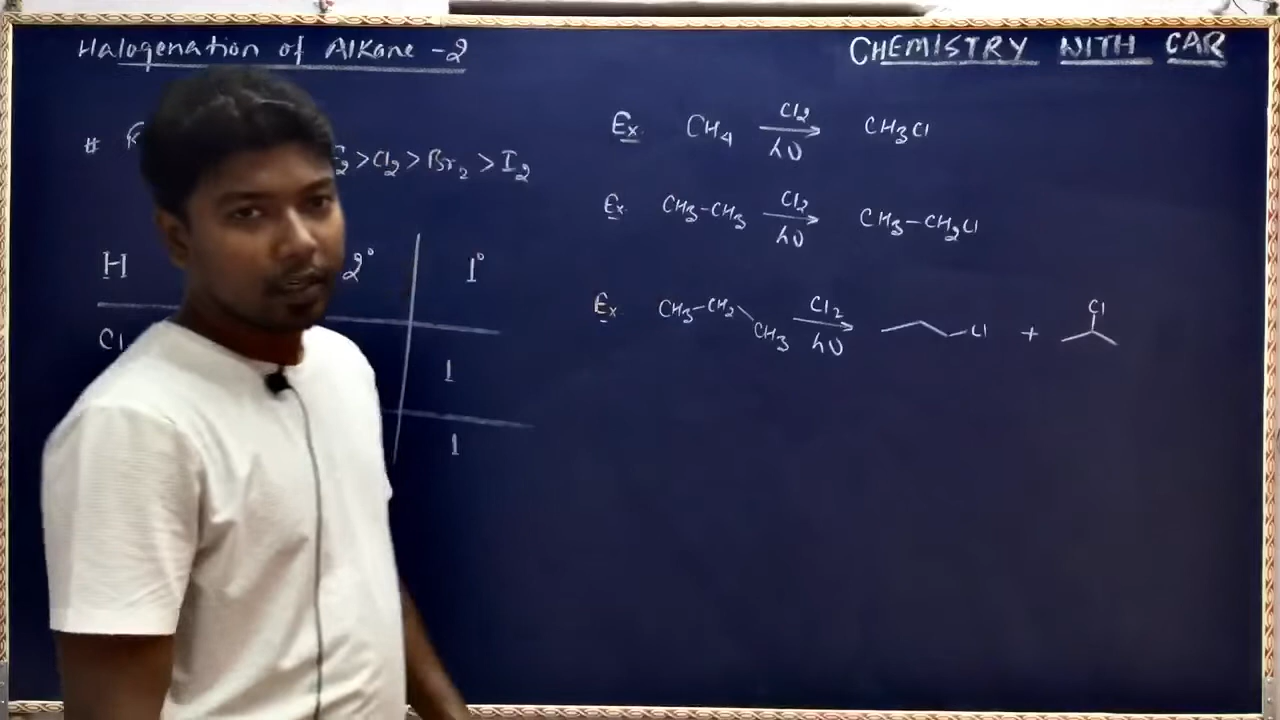 Halogenation of Alkane -2
CHEMISTRY WITH CAR
# F2 > Cl2 > Br2 > I2
H 2° 1°
Cl 1
1
Ex. CH4 Cl2 hν CH3Cl
Ex. CH3-CH3 Cl2 hν CH3-CH2Cl
Ex. CH3-CH2 CH3 Cl2 hν Cl + Cl